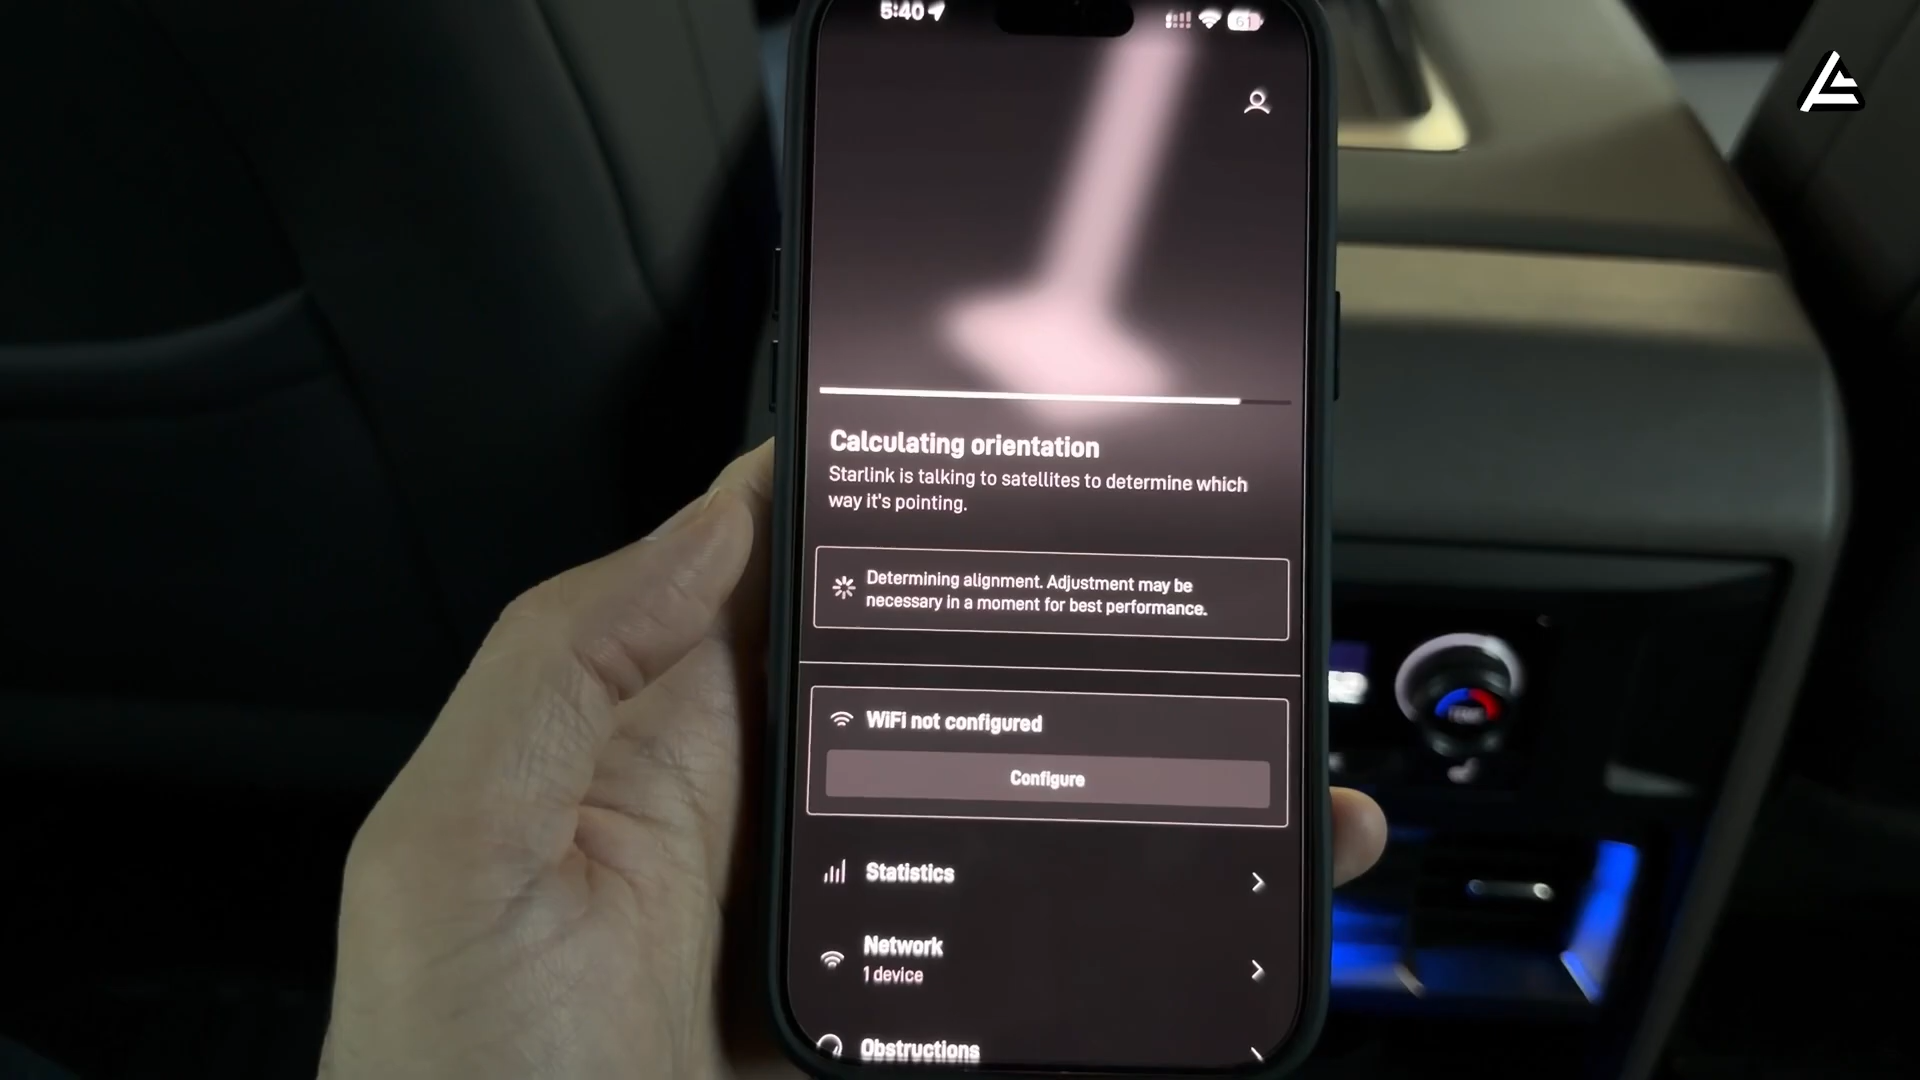 5:40
61
Calculating orientation
Starlink is talking to satellites to determine which
way it's pointing.
Determining alignment. Adjustment may be
necessary in a moment for best performance.
WiFi not configured
Configure
Statistics
Network
1 device
Obstructions